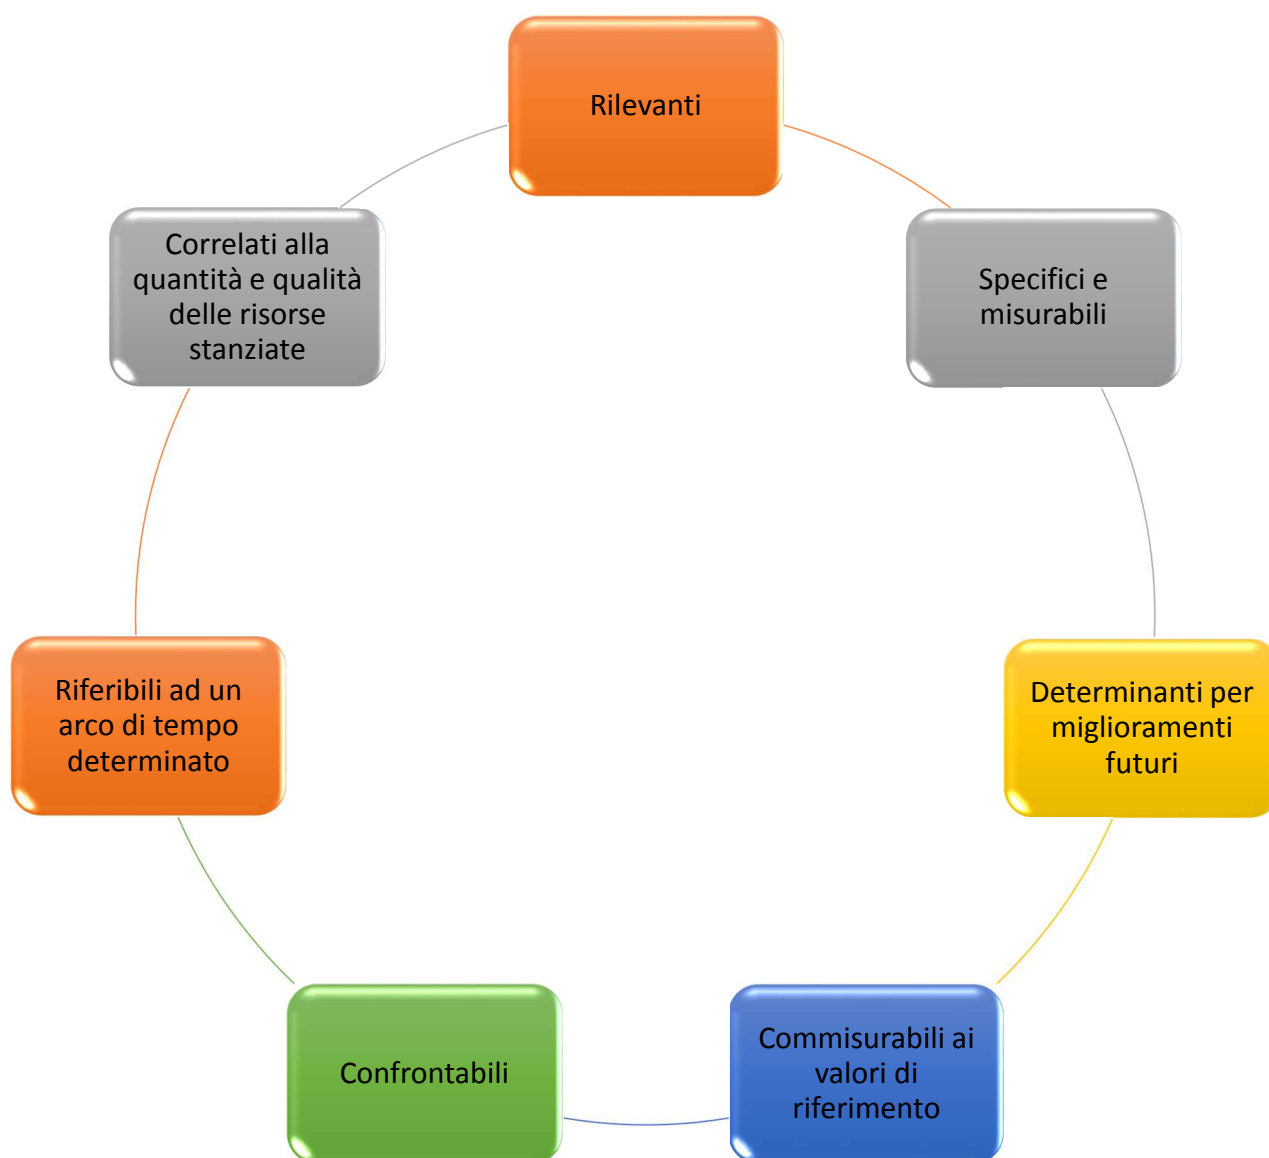 Rilevanti
Specifici e
misurabili
Determinanti per
miglioramenti
futuri
Commisurabili ai
valori di
riferimento
Confrontabili
Riferibili ad un
arco di tempo
determinato
Correlati alla
quantità e qualità
delle risorse
stanziate